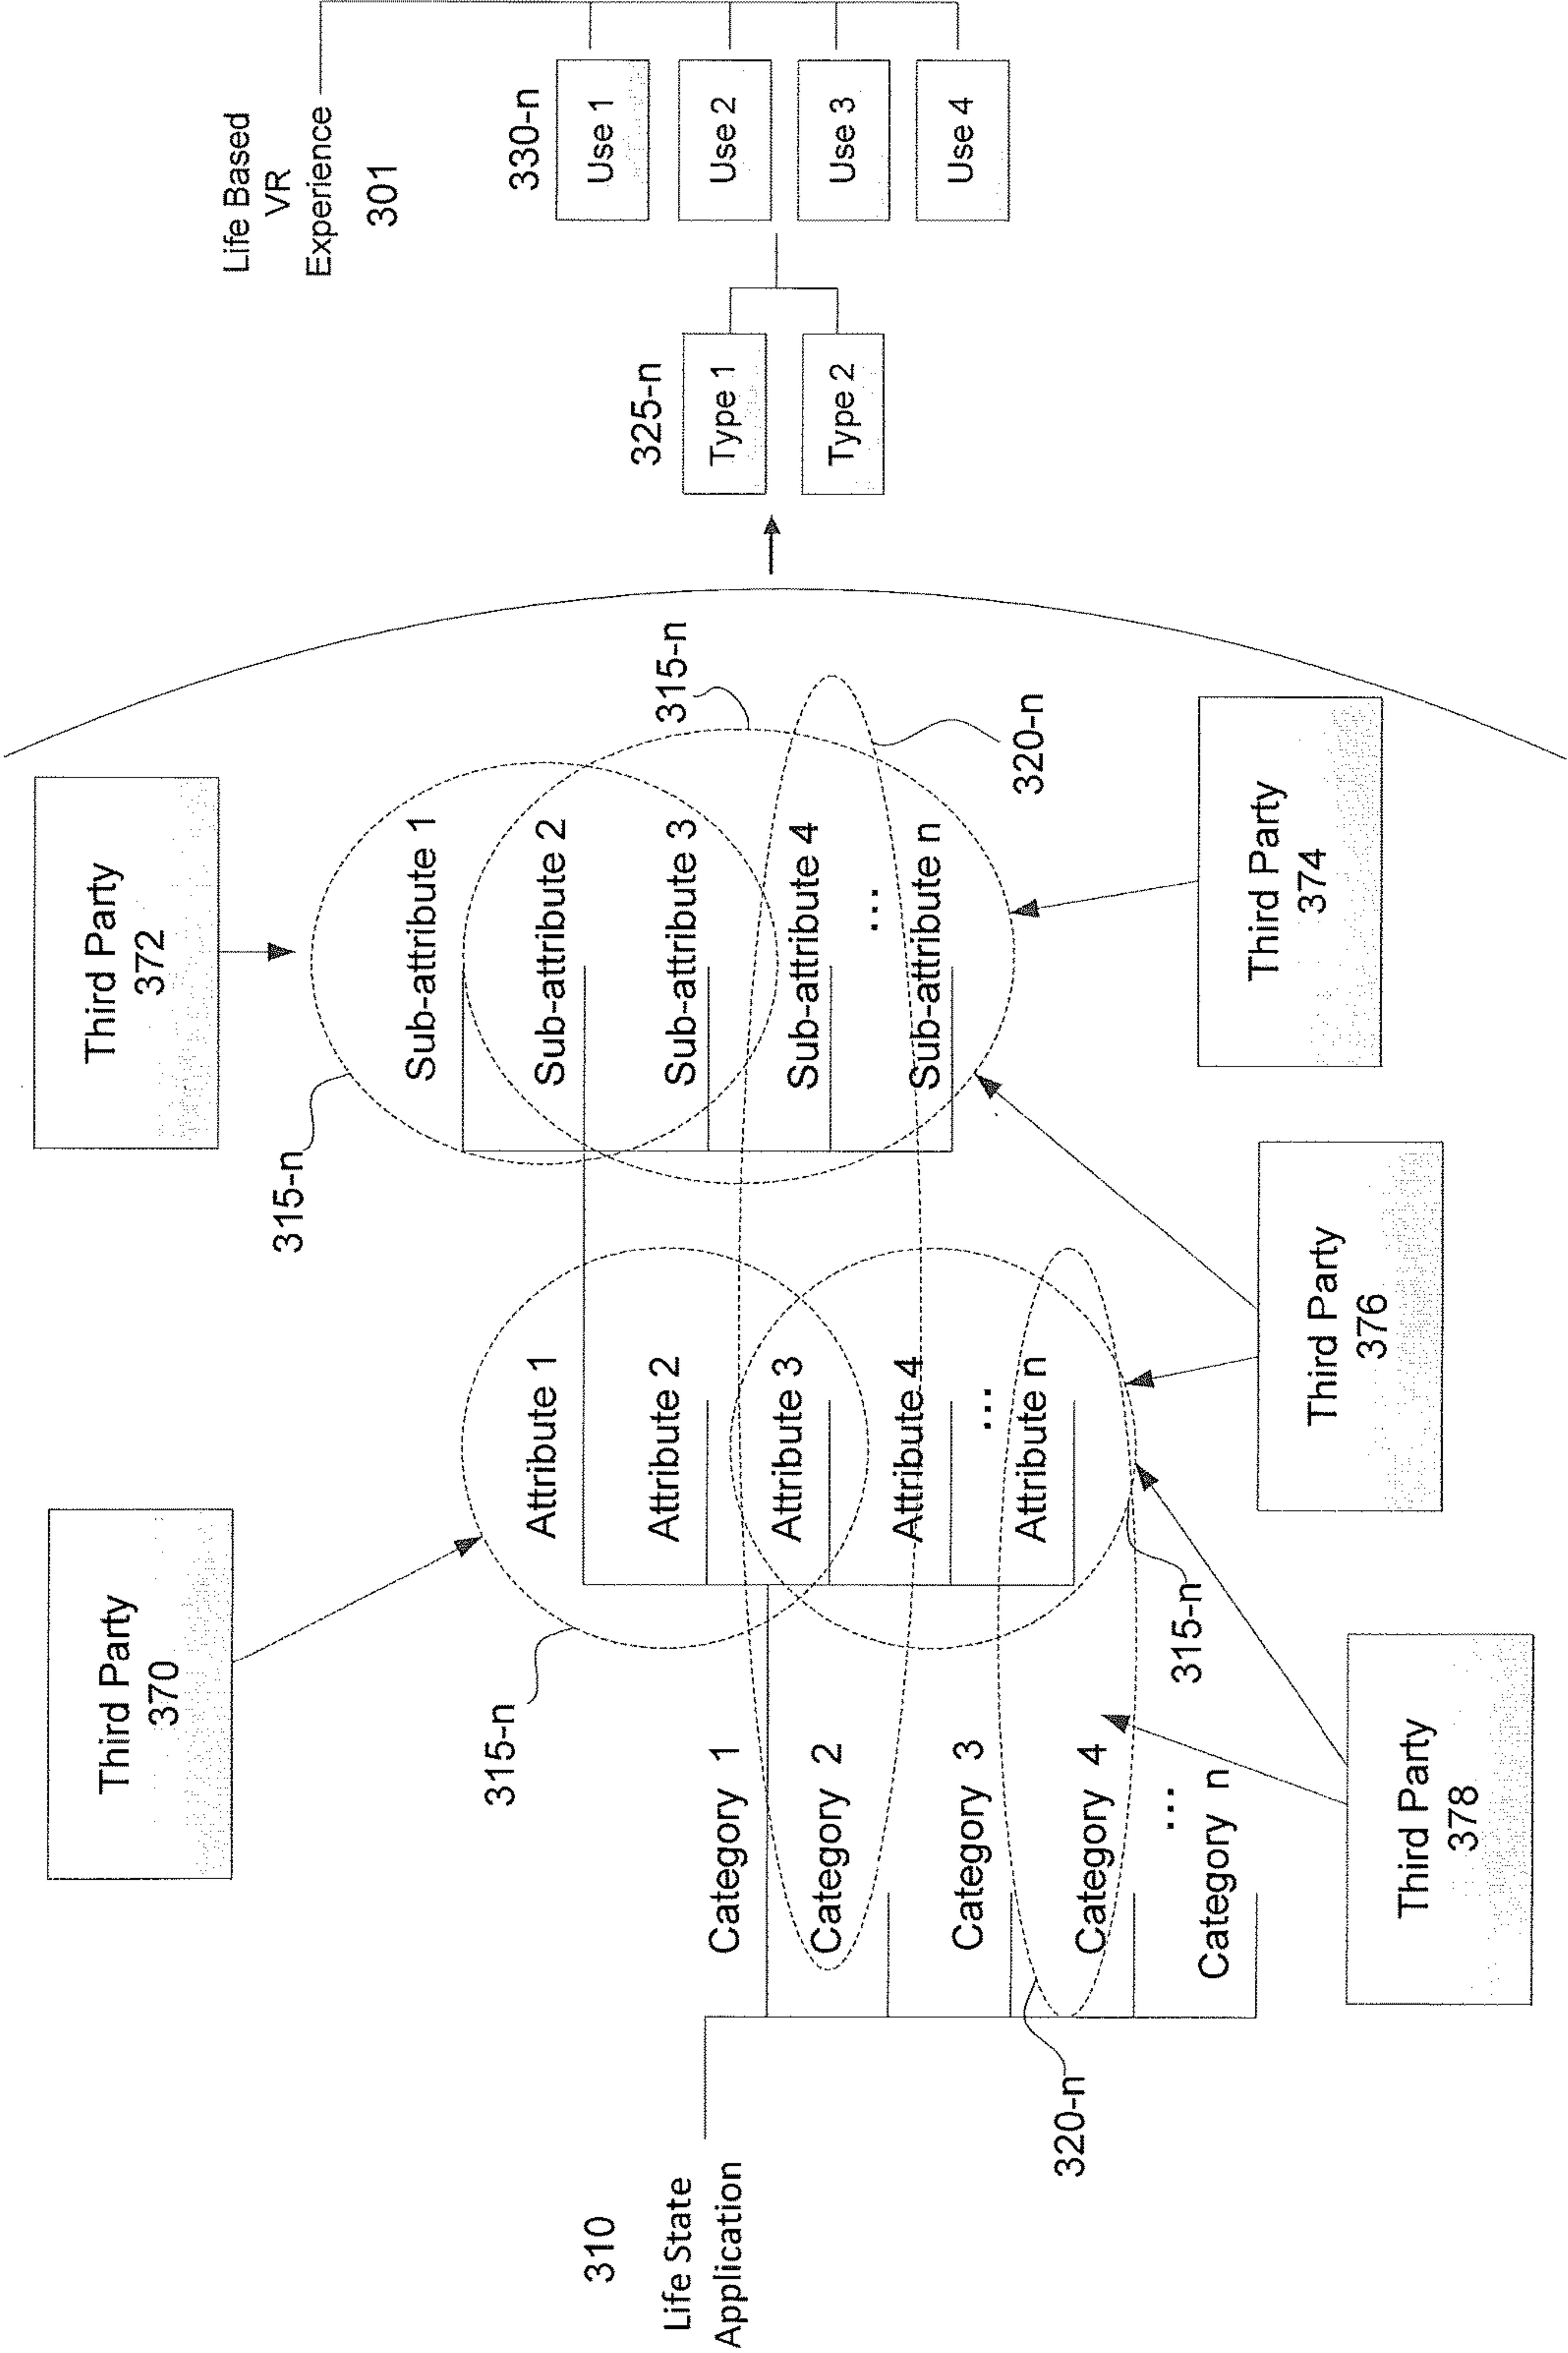 310
Life State
Application
Category 1
Category 2
Category 3
Category 4
...
Category n
320-n
Third Party
370
315-n
Attribute 1
Attribute 2
Attribute 3
Attribute 4
...
Attribute n
315-n
Third Party
378
Third Party
372
315-n
Sub-attribute 1
Sub-attribute 2
Sub-attribute 3
Sub-attribute 4
...
Sub-attribute n
315-n
320-n
Third Party
376
Third Party
374
325-n
Type 1
Type 2
Life Based
VR
Experience
301
330-n
Use 1
Use 2
Use 3
Use 4